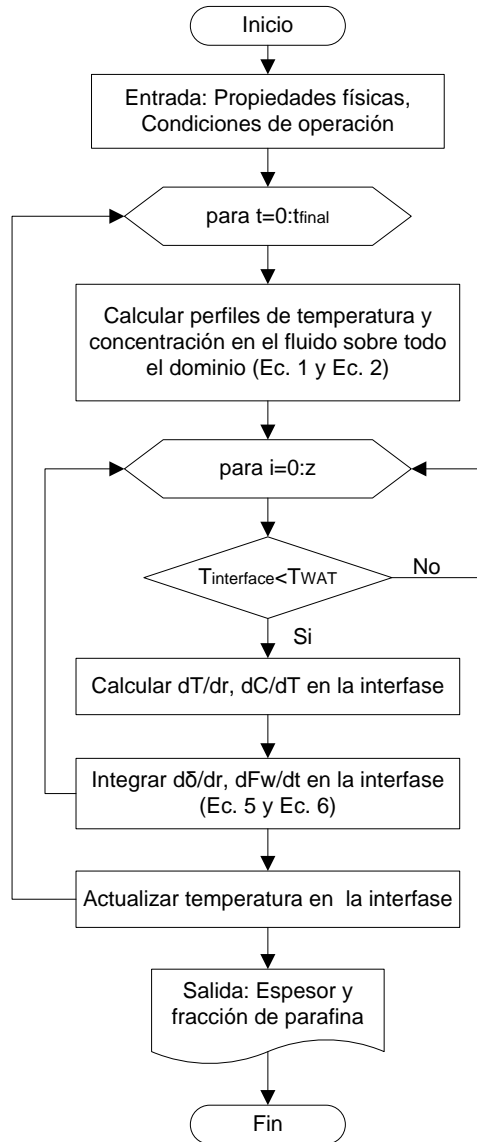 Inicio
Entrada: Propiedades físicas,
Condiciones de operación
para t=0:tfinal
Calcular perfiles de temperatura y
concentración en el fluido sobre todo
el dominio (Ec. 1 y Ec. 2)
para i=0:z
Tinterface<TWAT
No
Si
Calcular dT/dr, dC/dT en la interfase
Integrar dδ/dr, dFw/dt en la interfase
(Ec. 5 y Ec. 6)
Actualizar temperatura en la interfase
Salida: Espesor y
fracción de parafina
Fin